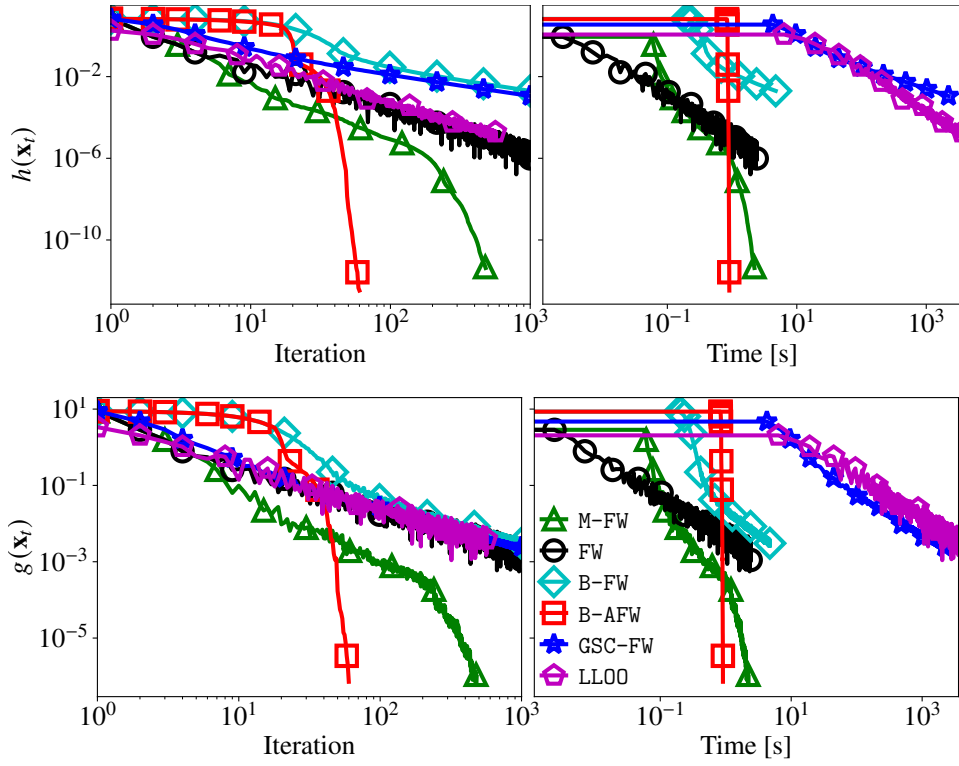 h(x_t)
10^{-2}
10^{-6}
10^{-10}
10^0 10^1 10^2 10^3
Iteration
10^{-1} 10^1 10^3
Time [s]
g(x_t)
10^1
10^{-1}
10^{-3}
10^{-5}
10^0 10^1 10^2 10^3
Iteration
M-FW
FW
B-FW
B-AFW
GSC-FW
LLOO
10^{-1} 10^1 10^3
Time [s]